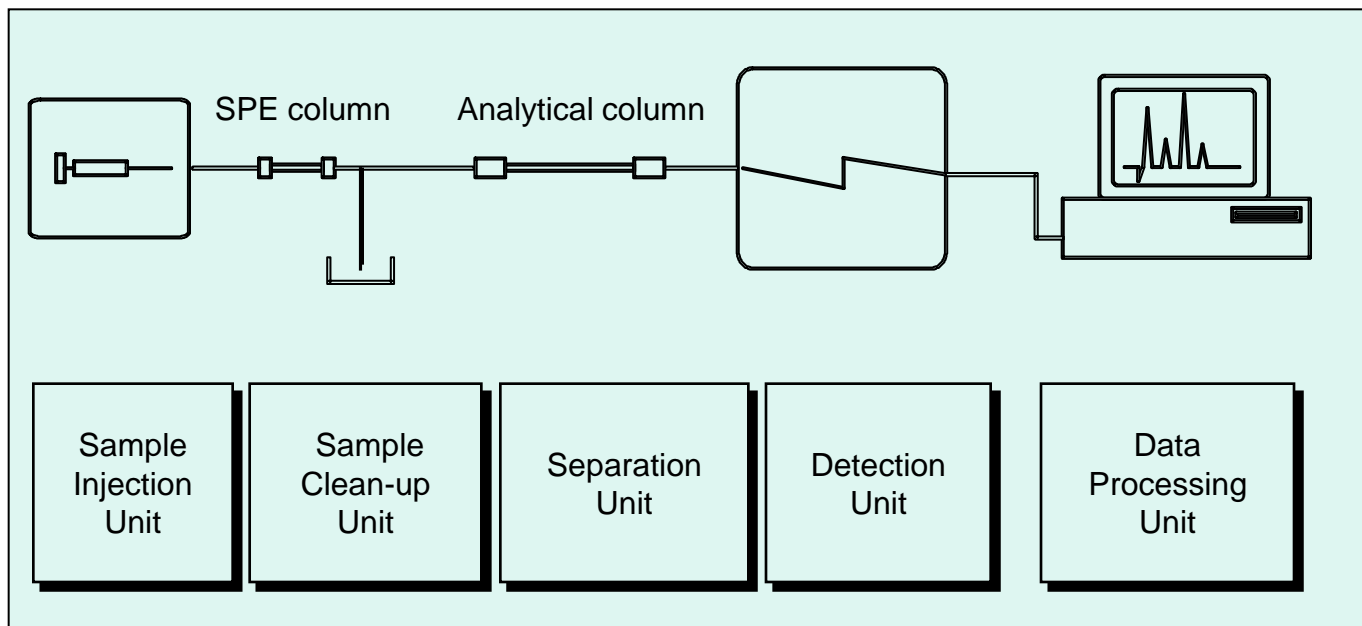 SPE column
Analytical column
Sample
Injection
Unit
Sample
Clean-up
Unit
Separation
Unit
Detection
Unit
Data
Processing
Unit